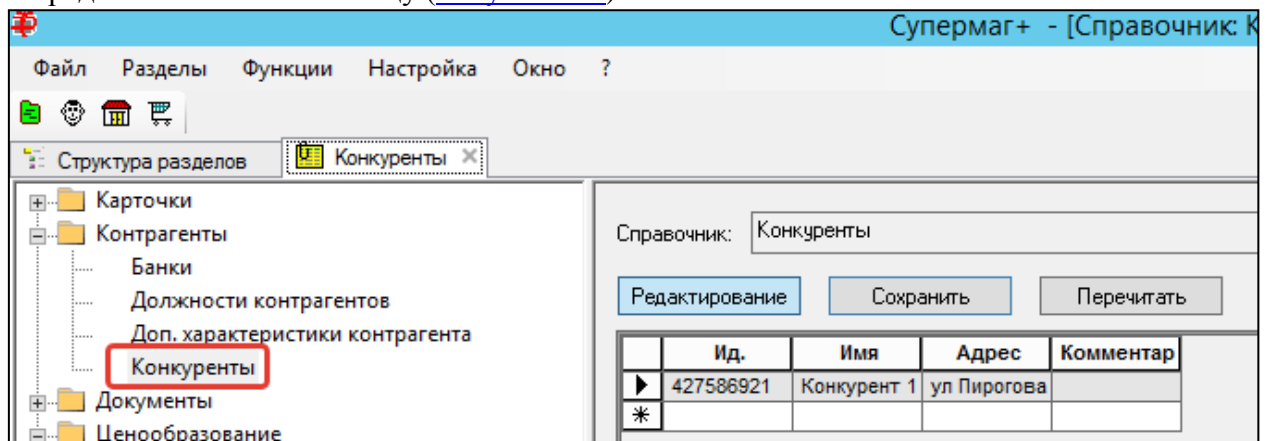 Супермаг+ - [Справочник: К
Файл Разделы Функции Настройка Окно ?
Структура разделов Конкуренты
Карточки
Контрагенты
Банки
Должности контрагентов
Доп. характеристики контрагента
Конкуренты
Документы
Ценообразование
Справочник: Конкуренты
Редактирование Сохранить Перечитать
Ид. Имя Адрес Комментар
427586921 Конкурент 1 ул Пирогова